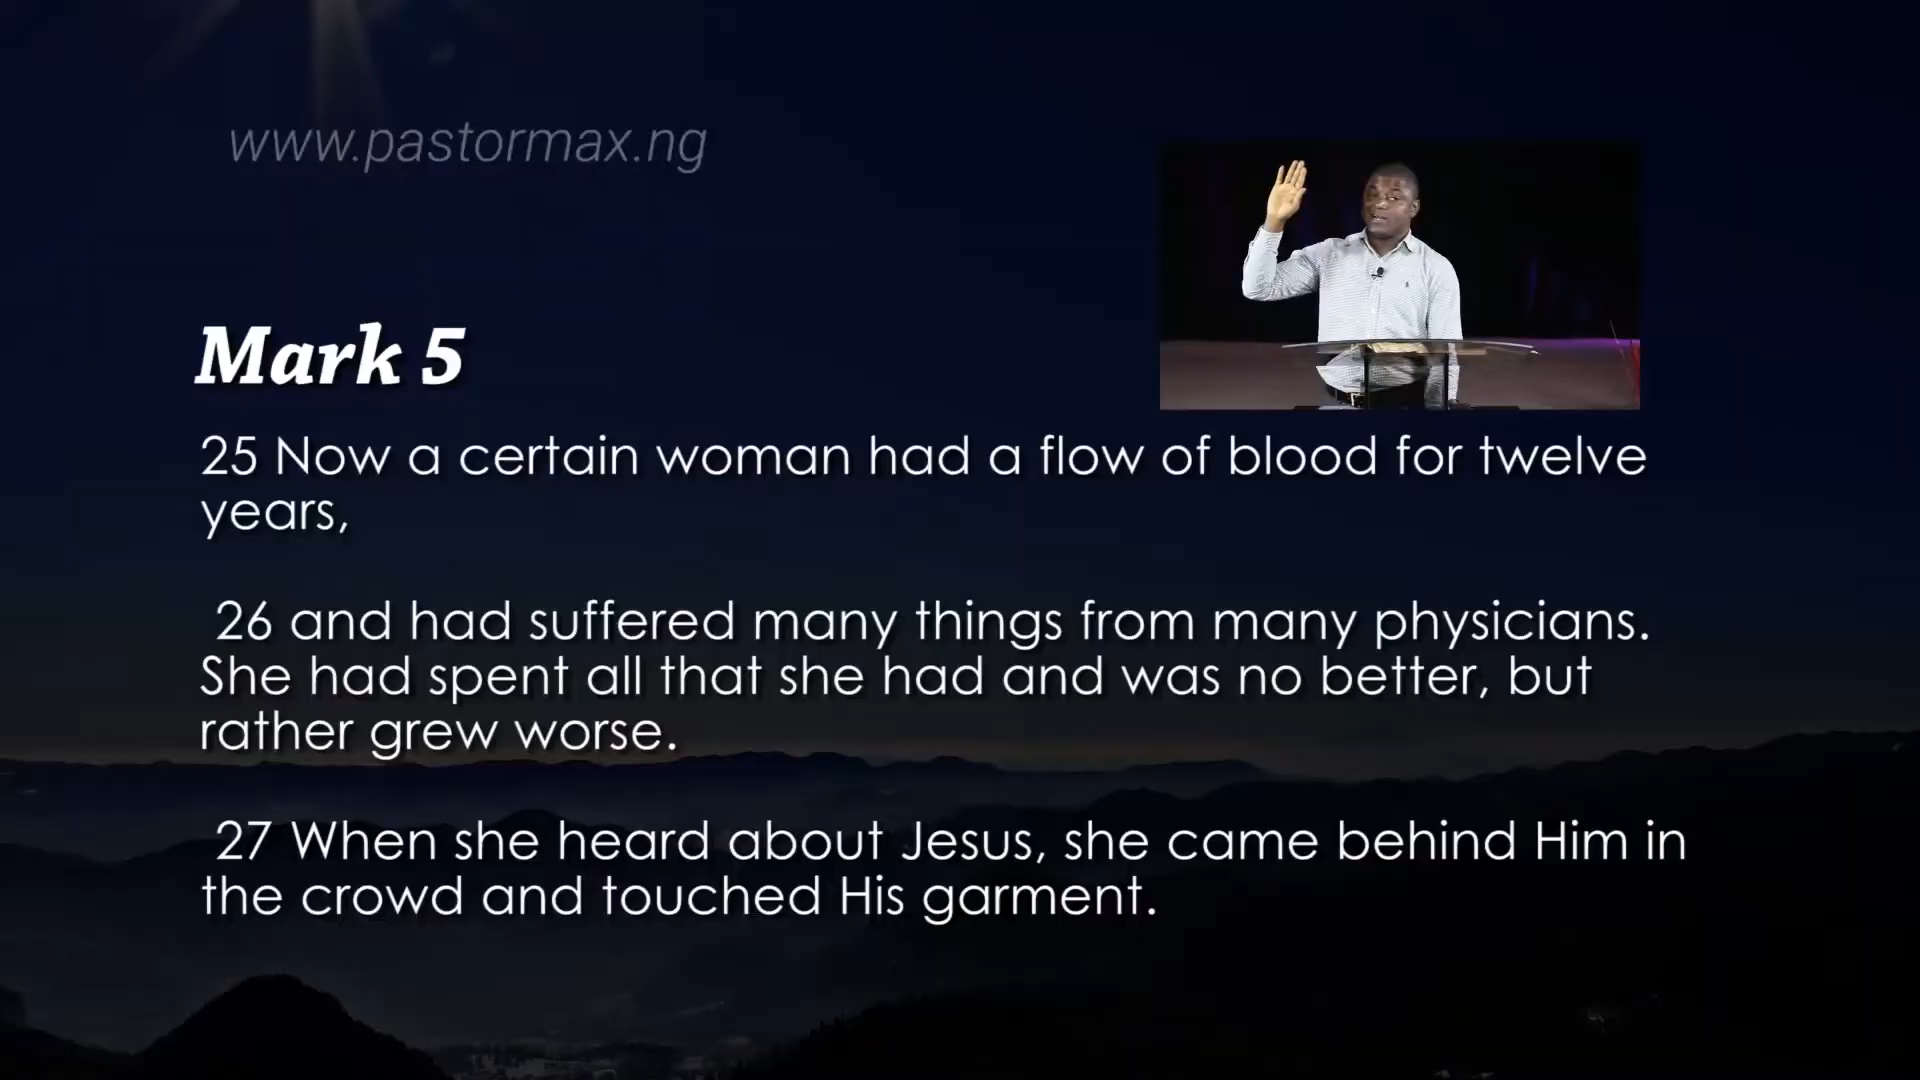 www.pastormax.ng
Mark 5
25 Now a certain woman had a flow of blood for twelve
years,
26 and had suffered many things from many physicians.
She had spent all that she had and was no better, but
rather grew worse.
27 When she heard about Jesus, she came behind Him in
the crowd and touched His garment.